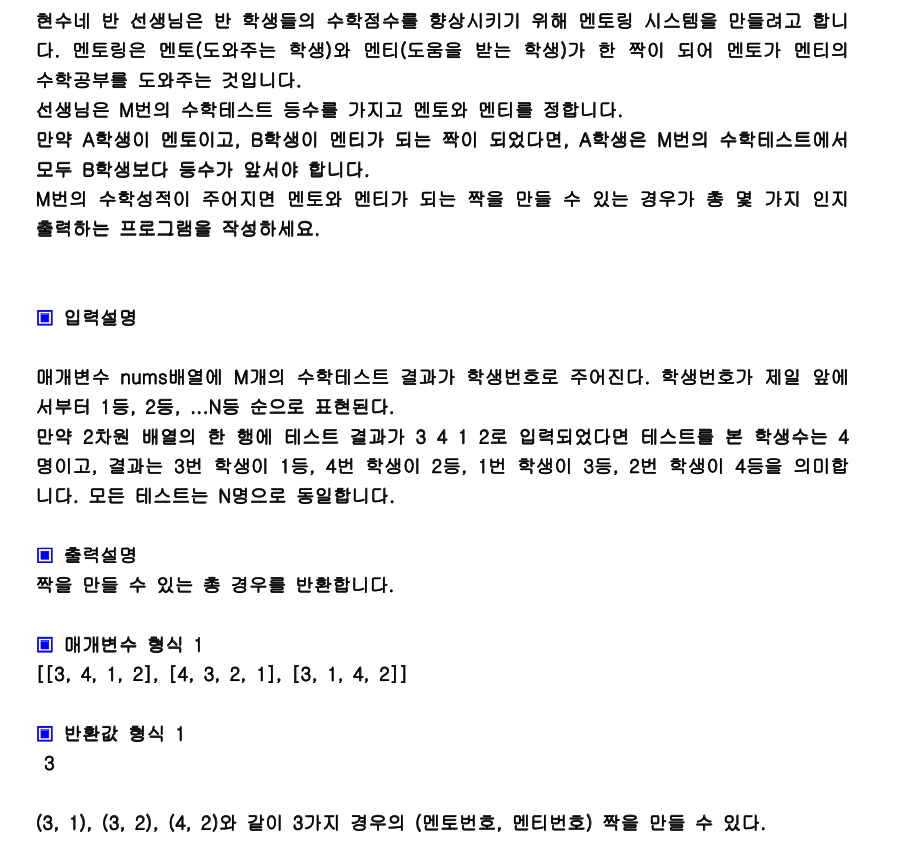 현수네 반 선생님은 반 학생들의 수학점수를 향상시키기 위해 멘토링 시스템을 만들려고 합니
다. 멘토링은 멘토(도와주는 학생)와 멘티(도움을 받는 학생)가 한 짝이 되어 멘토가 멘티의
수학공부를 도와주는 것입니다.
선생님은 M번의 수학테스트 등수를 가지고 멘토와 멘티를 정합니다.
만약 A학생이 멘토이고, B학생이 멘티가 되는 짝이 되었다면, A학생은 M번의 수학테스트에서
모두 B학생보다 등수가 앞서야 합니다.
M번의 수학성적이 주어지면 멘토와 멘티가 되는 짝을 만들 수 있는 경우가 총 몇 가지 인지
출력하는 프로그램을 작성하세요.
▣ 입력설명
매개변수 nums배열에 M개의 수학테스트 결과가 학생번호로 주어진다. 학생번호가 제일 앞에
서부터 1등, 2등, ...N등 순으로 표현된다.
만약 2차원 배열의 한 행에 테스트 결과가 3 4 1 2로 입력되었다면 테스트를 본 학생수는 4
명이고, 결과는 3번 학생이 1등, 4번 학생이 2등, 1번 학생이 3등, 2번 학생이 4등을 의미합
니다. 모든 테스트는 N명으로 동일합니다.
▣ 출력설명
짝을 만들 수 있는 총 경우를 반환합니다.
▣ 매개변수 형식 1
[[3, 4, 1, 2], [4, 3, 2, 1], [3, 1, 4, 2]]
▣ 반환값 형식 1
3
(3, 1), (3, 2), (4, 2)와 같이 3가지 경우의 (멘토번호, 멘티번호) 짝을 만들 수 있다.